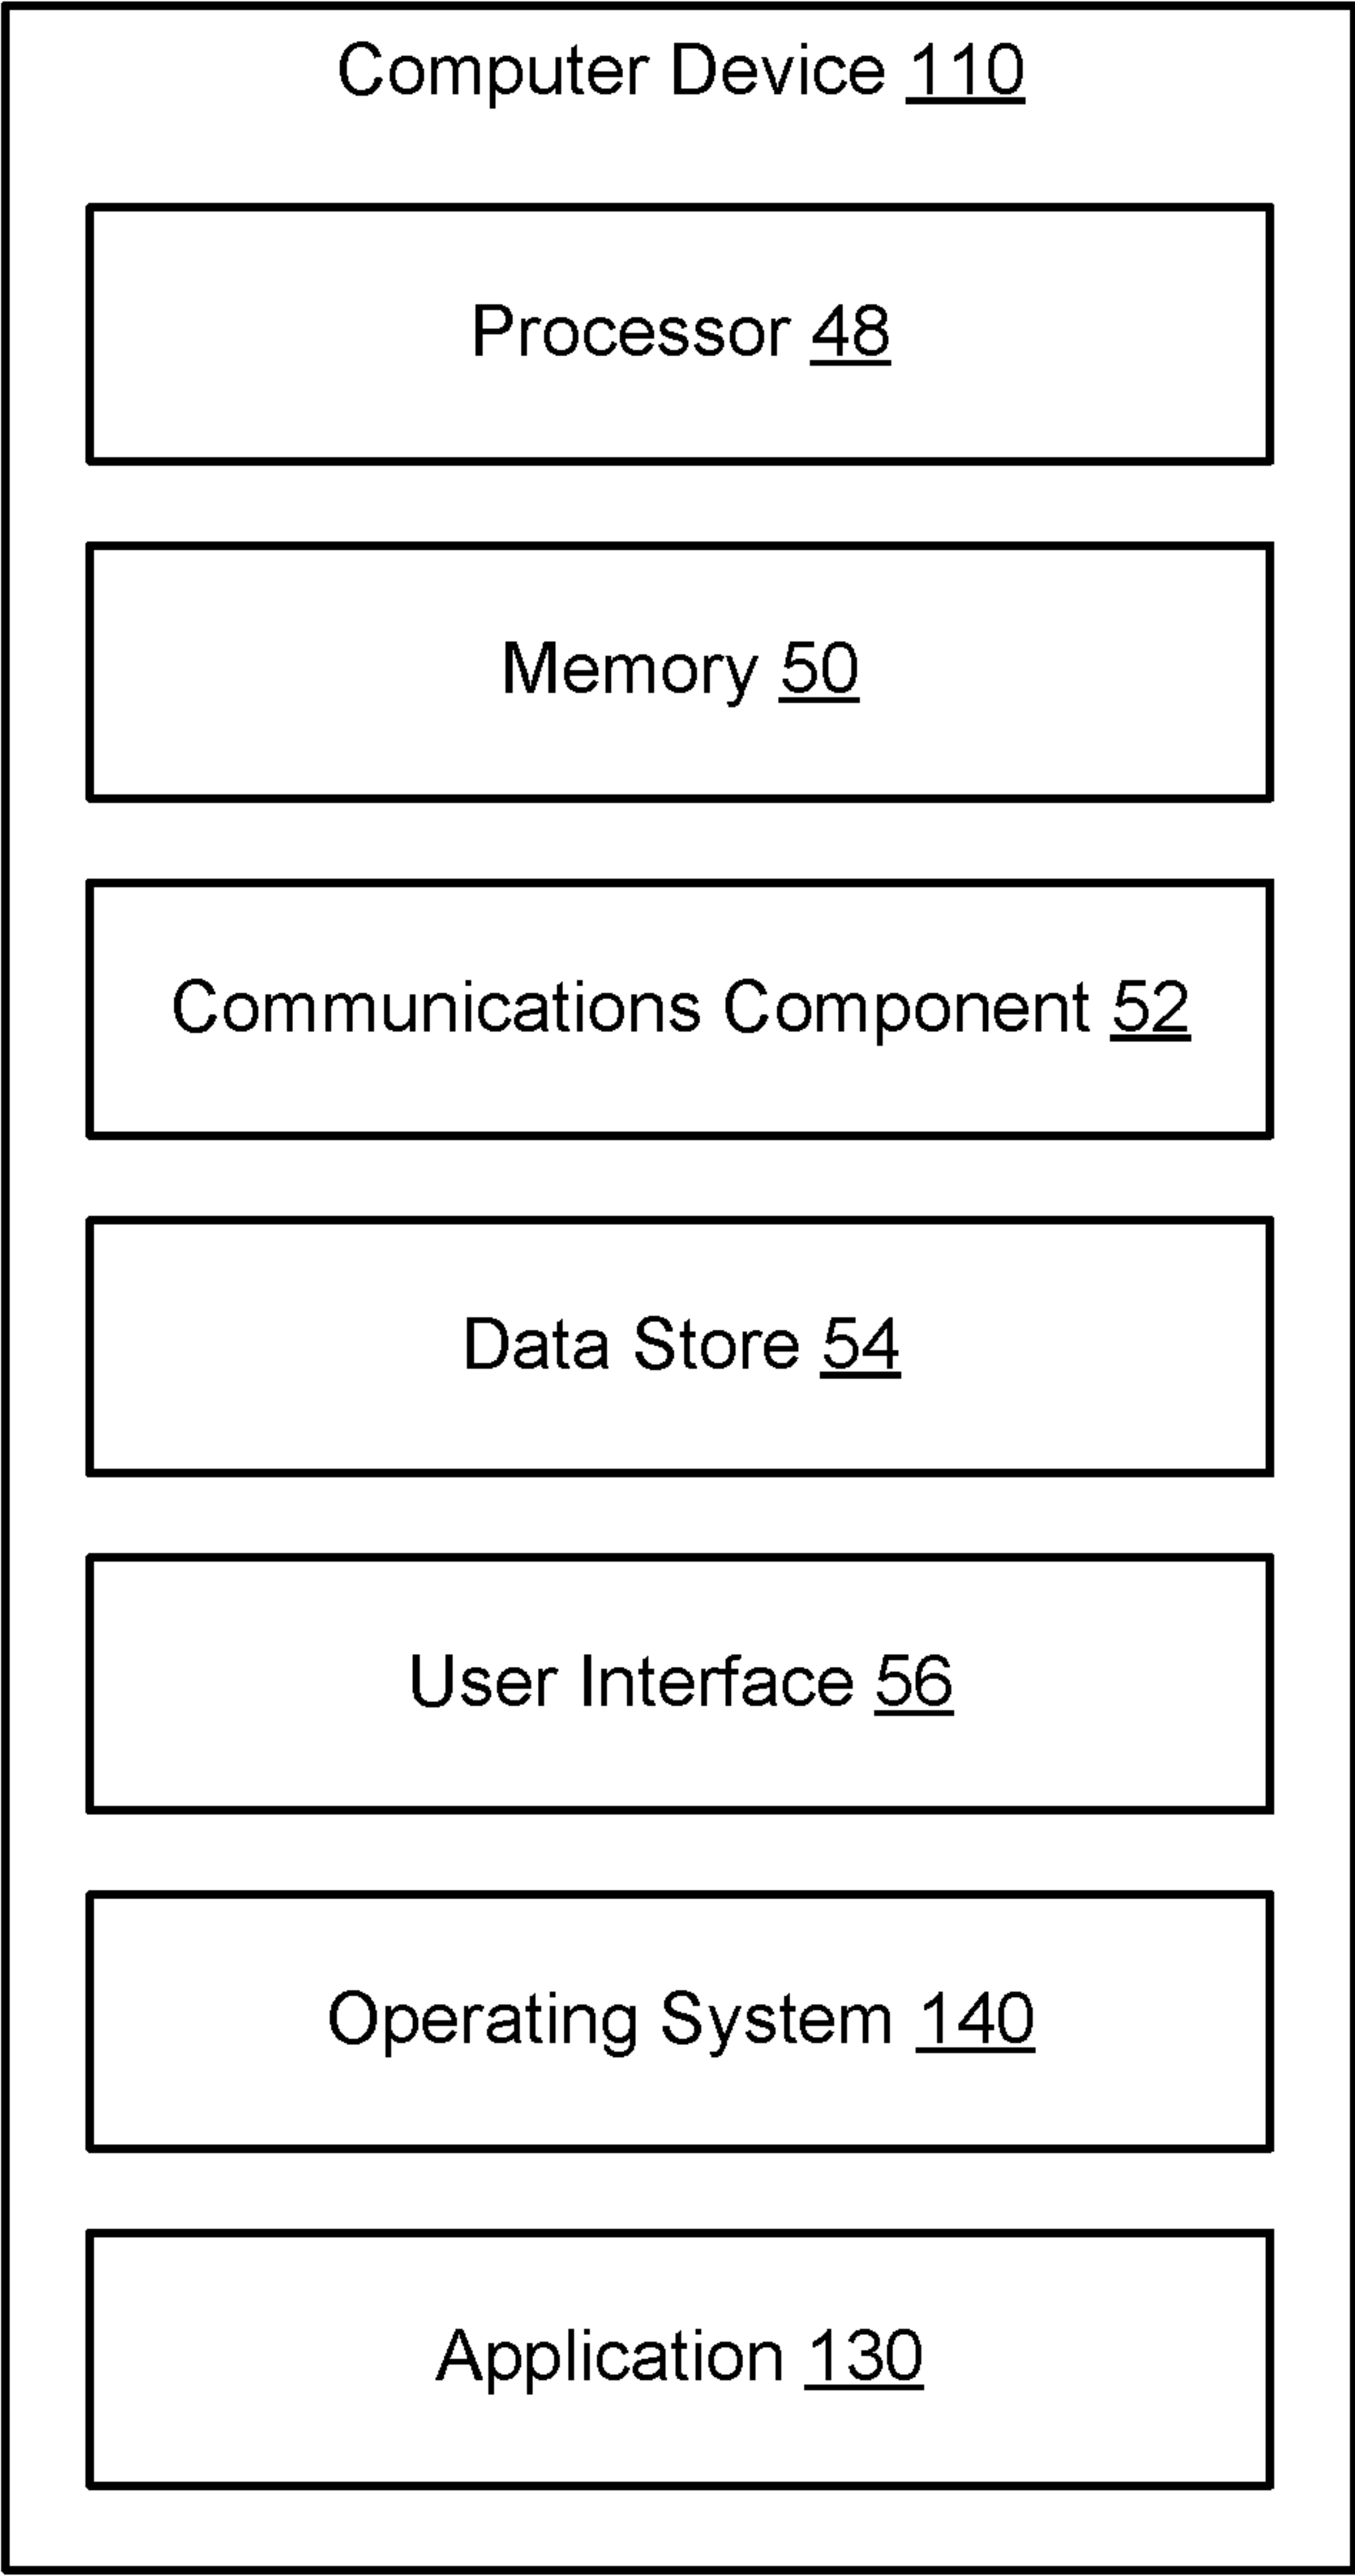 Computer Device 110
Processor 48
Memory 50
Communications Component 52
Data Store 54
User Interface 56
Operating System 140
Application 130